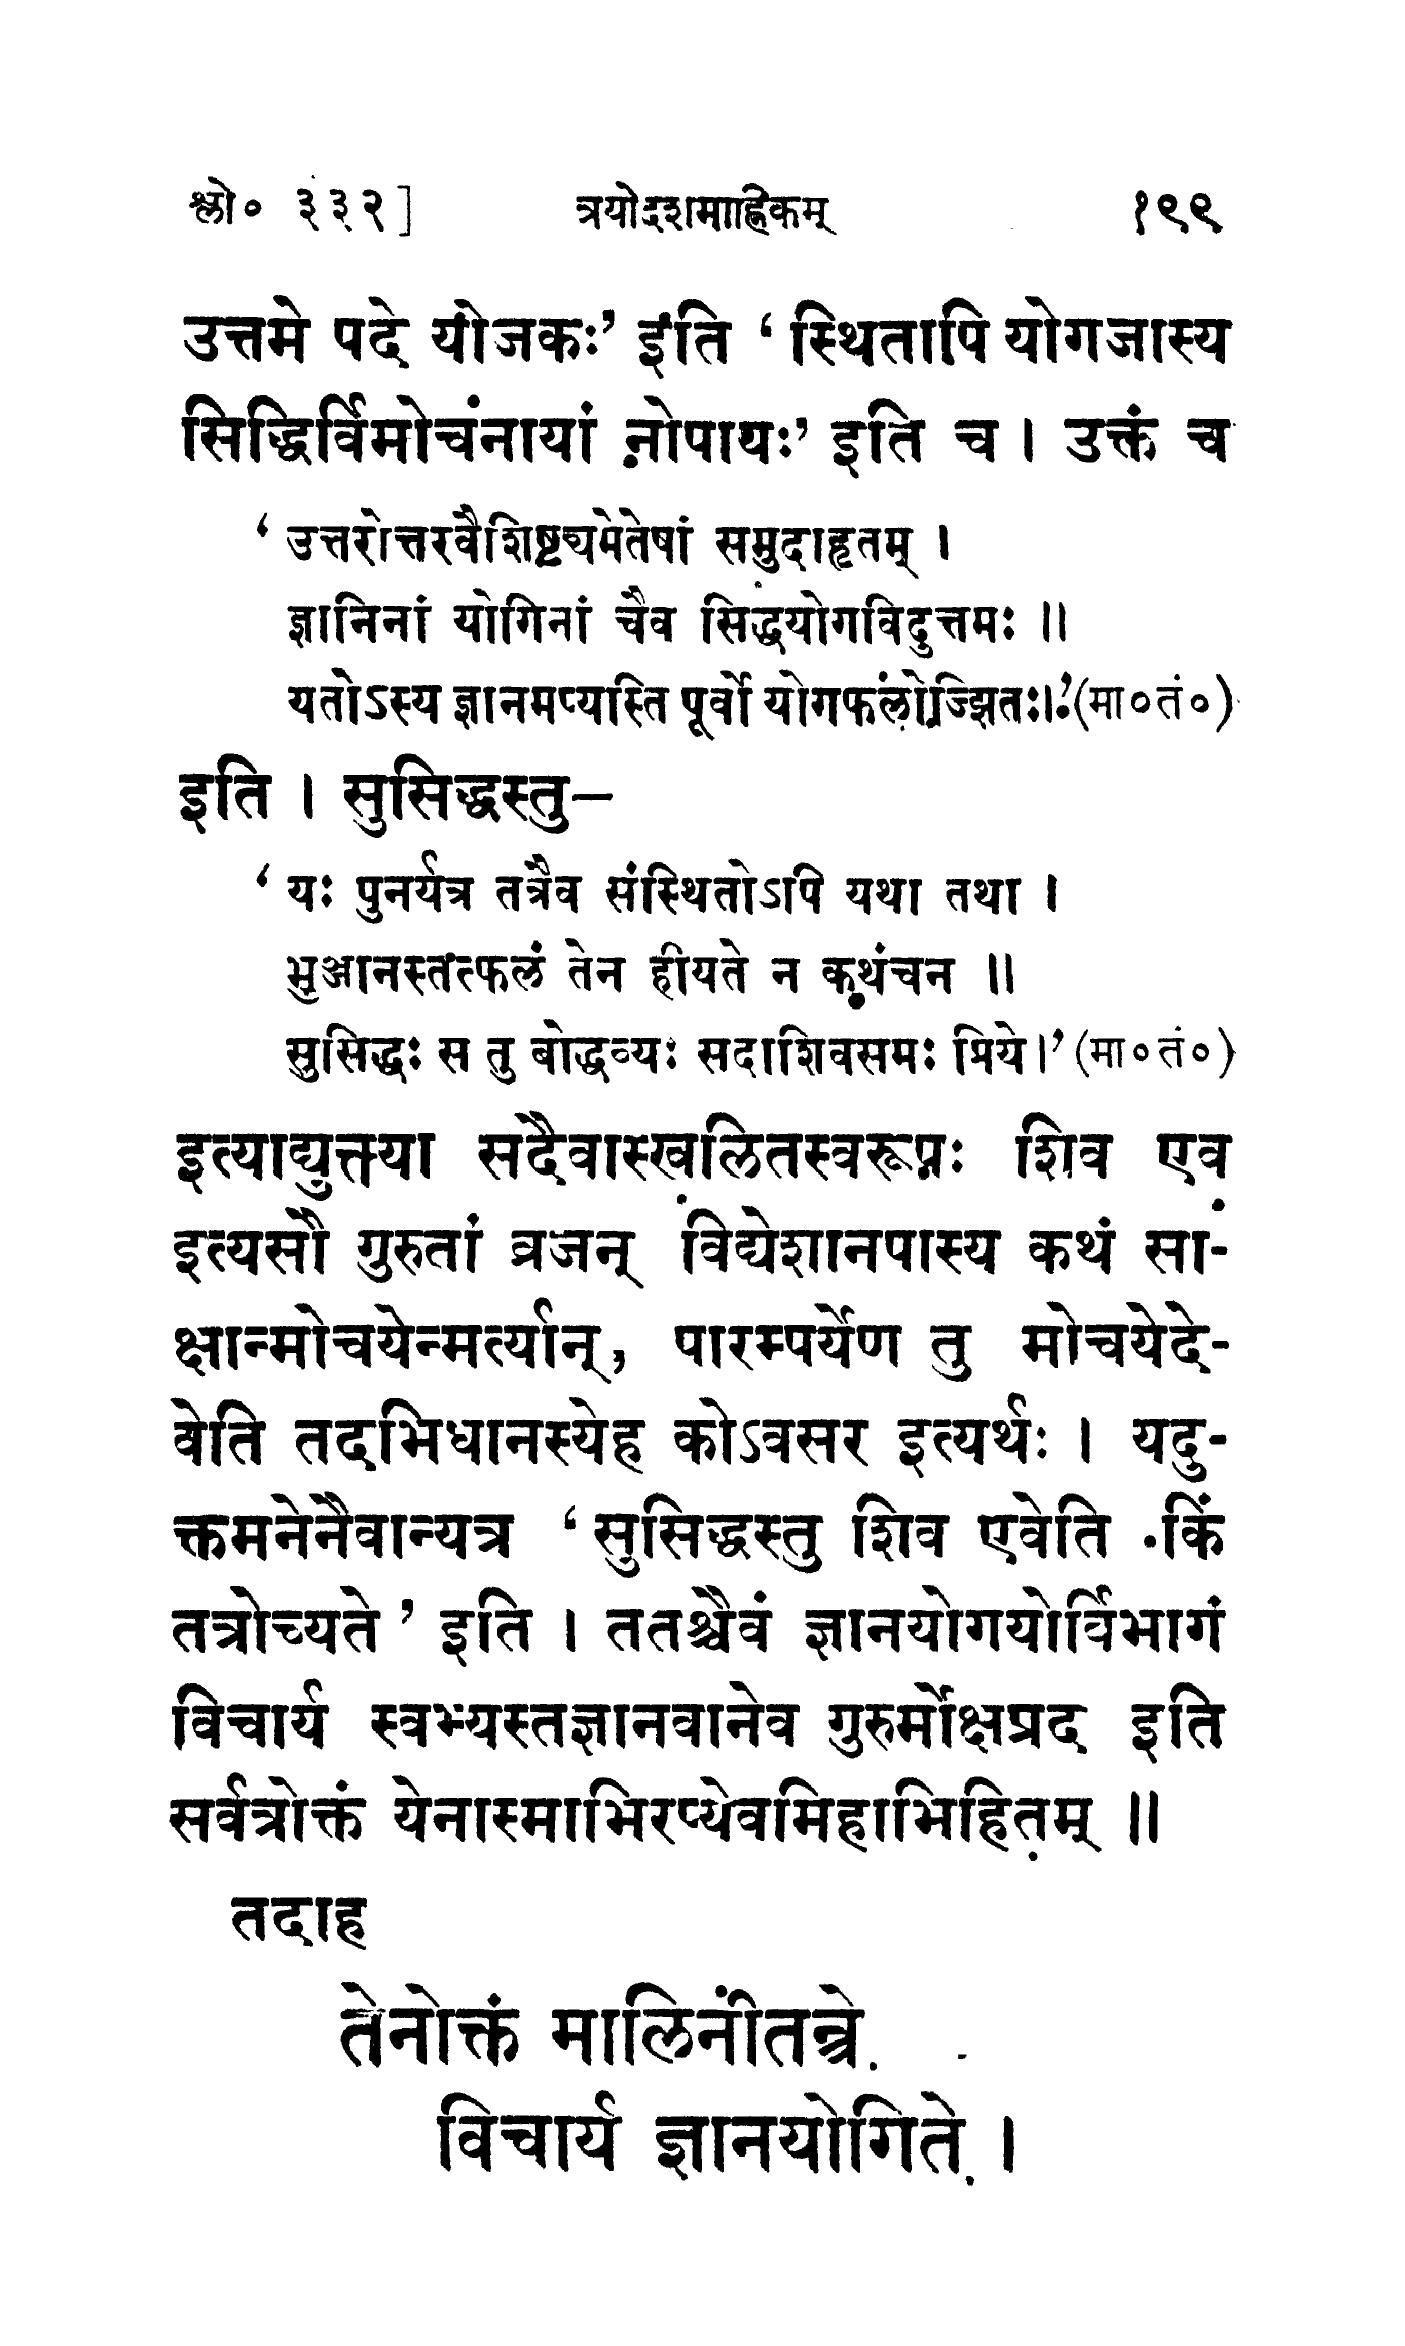 श्लो० ३३२] त्रयोदशमाह्निकम् १९९
उत्तमे पदे योजकः’ इति ‘ स्थितापि योगजास्य
सिद्धिर्विमोचनायां नोपायः’ इति च । उक्तं च
‘ उत्तरोत्तरवैशिष्ट्यमेतेषां समुदाहृतम् ।
ज्ञानिनां योगिनां चैव सिद्धयोगविदुत्तमः ॥
यतोऽस्य ज्ञानमप्यस्ति पूर्वो योगफलोज्झितः।’(मा०तं०)
इति । सुसिद्धस्तु—
‘ यः पुनर्यत्र तत्रैव संस्थितोऽपि यथा तथा ।
भुञ्जानस्तत्फलं तेन हीयते न कथंचन ॥
सुसिद्धः स तु बोद्धव्यः सदाशिवसमः प्रिये।’(मा०तं०)
इत्याद्युक्तया सदैवास्खलितस्वरूपः शिव एव
इत्यसौ गुरुतां व्रजन् विद्येशानपास्य कथं सा-
क्षान्मोचयेन्मर्त्यान्, पारम्पर्येण तु मोचयेदे-
वेति तदभिधानस्येह कोऽवसर इत्यर्थः । यदु-
क्तमनेनैवान्यत्र ‘सुसिद्धस्तु शिव एवेति किं
तत्रोच्यते’ इति । ततश्चैवं ज्ञानयोगयोर्विभागं
विचार्य स्वभ्यस्तज्ञानवानेव गुरुर्मोक्षप्रद इति
सर्वत्रोक्तं येनास्माभिरप्येवमिहाभिहितम् ॥
तदाह
तेनोक्तं मालिनीतन्त्रे
विचार्य ज्ञानयोगिते ।